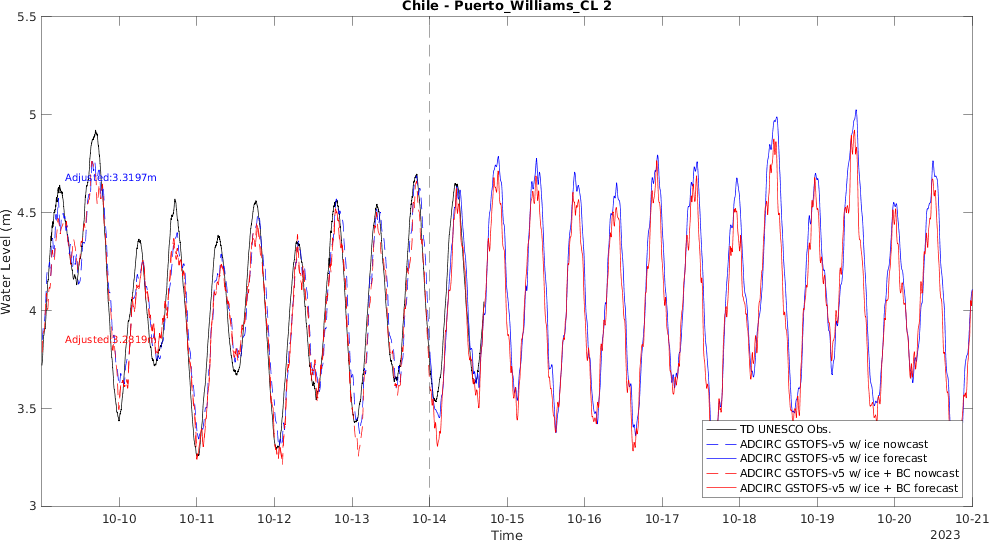 Chile - Puerto_Williams_CL 2
5.5
5
4.5
4
3.5
3
Water Level (m)
Adjusted:3.3197m
Adjusted:3.2819m
TD UNESCO Obs.
ADCIRC GSTOFS-v5 w/ ice nowcast
ADCIRC GSTOFS-v5 w/ ice forecast
ADCIRC GSTOFS-v5 w/ ice + BC nowcast
ADCIRC GSTOFS-v5 w/ ice + BC forecast
10-10 10-11 10-12 10-13 10-14 10-15 10-16 10-17 10-18 10-19 10-20 10-21
Time
2023